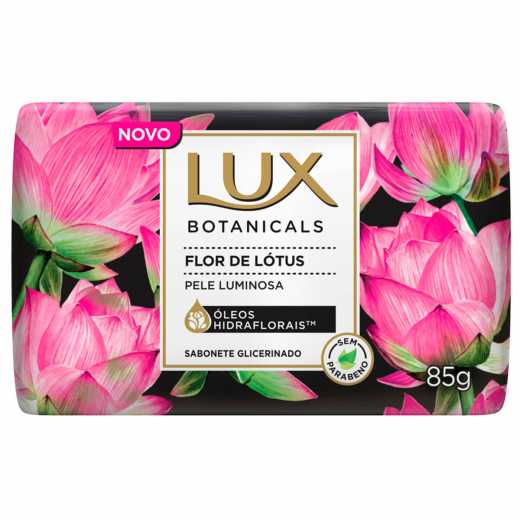 NOVO
LUX
BOTANICALS
FLOR DE LÓTUS
PELE LUMINOSA
ÓLEOS
HIDRAFLORAIS™
SABONETE GLICERINADO
SEM
PARABENO
85g